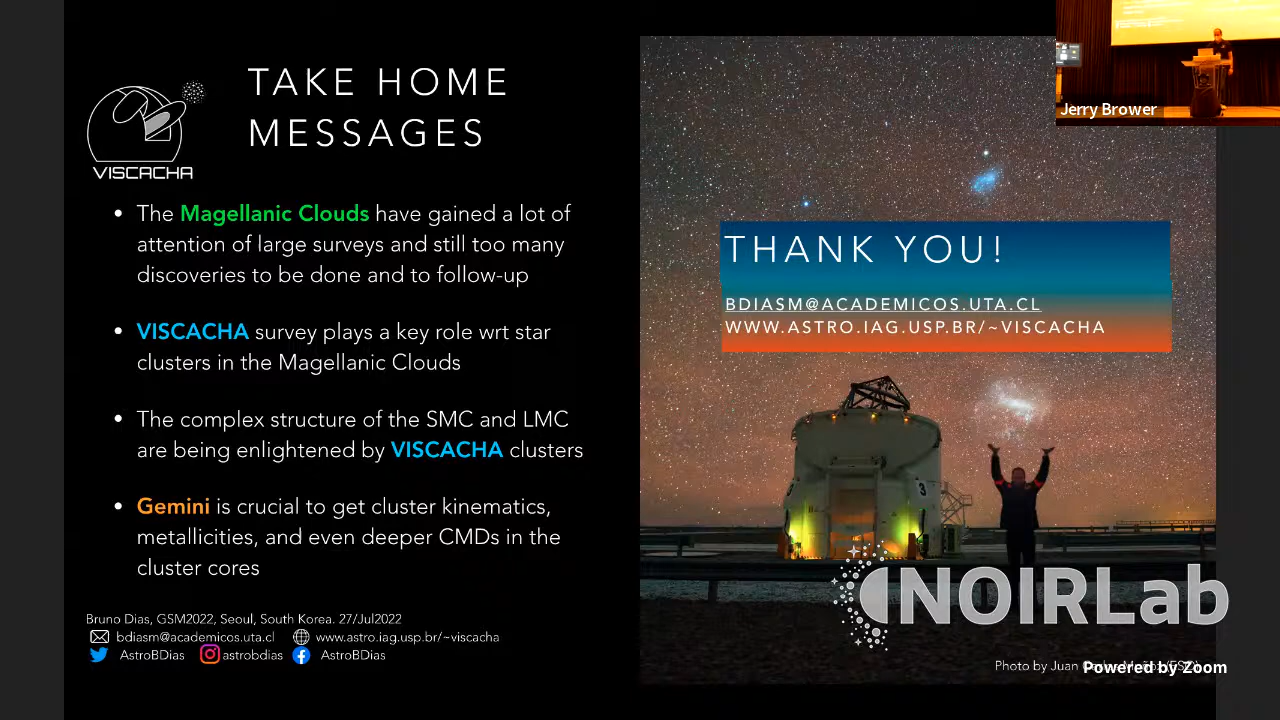 TAKE HOME
MESSAGES
VISCACHA
• The Magellanic Clouds have gained a lot of
attention of large surveys and still too many
discoveries to be done and to follow-up
• VISCACHA survey plays a key role wrt star
clusters in the Magellanic Clouds
• The complex structure of the SMC and LMC
are being enlightened by VISCACHA clusters
• Gemini is crucial to get cluster kinematics,
metallicities, and even deeper CMDs in the
cluster cores
Bruno Dias, GSM2022, Seoul, South Korea. 27/Jul2022
bdiasm@academicos.uta.cl www.astro.iag.usp.br/~viscacha
AstroBDias astrobdias AstroBDias
Jerry Brower
THANK YOU!
BDIASM@ACADEMICOS.UTA.CL
WWW.ASTRO.IAG.USP.BR/~VISCACHA
3
NOIRLab
Photo by Juan
Powered by Zoom